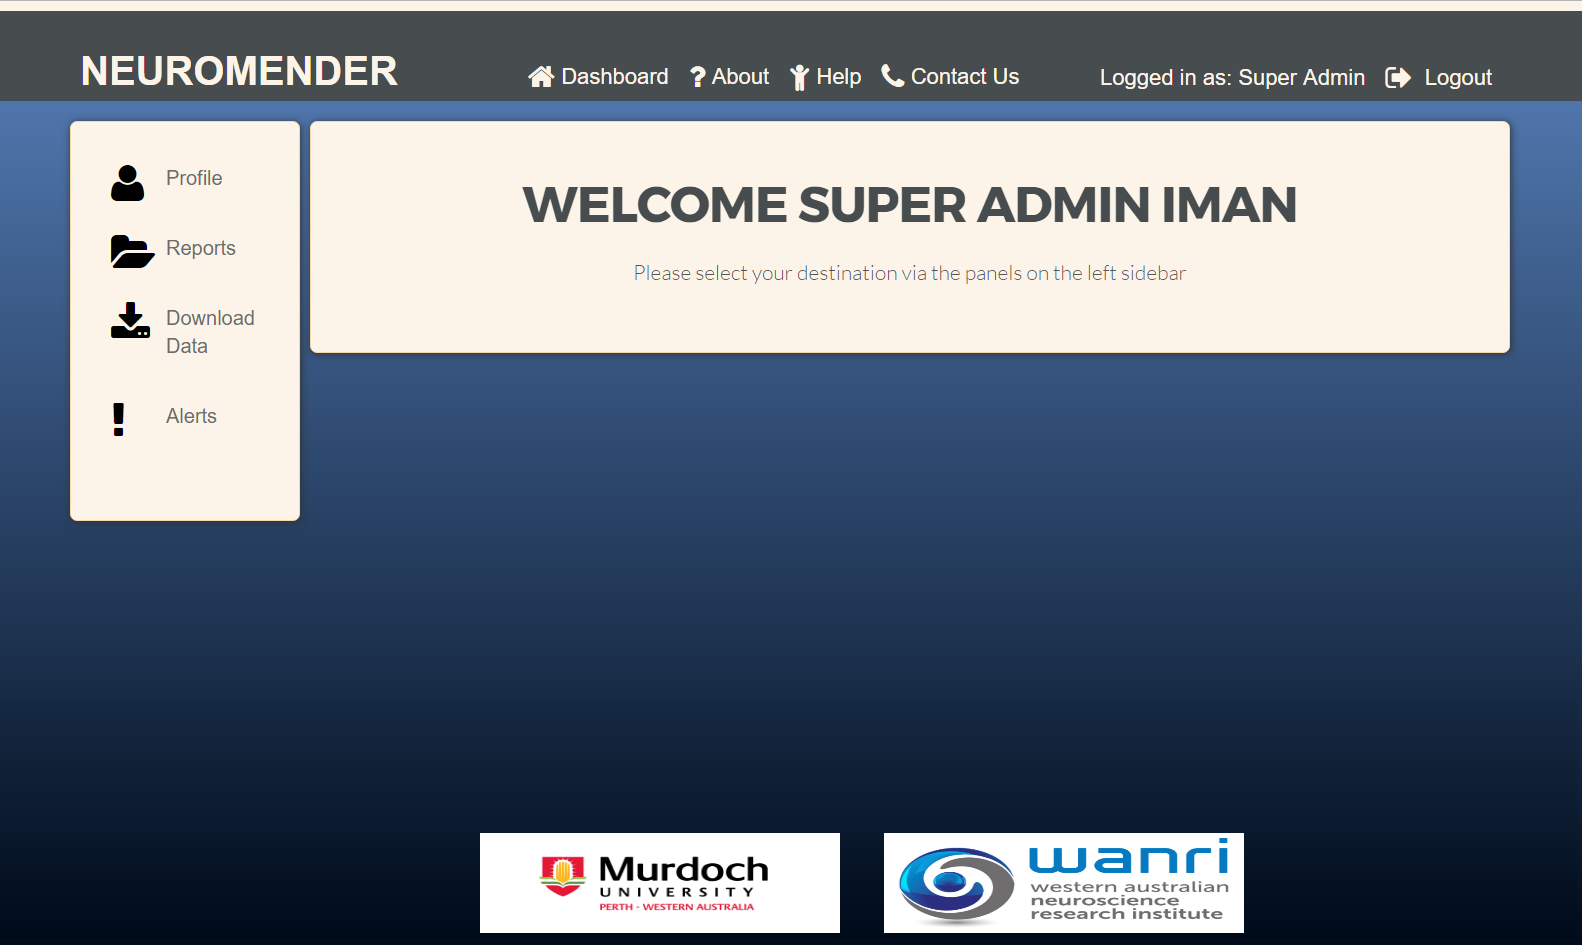 NEUROMENDER
Dashboard
About
Help
Contact Us
Logged in as: Super Admin
Logout
Profile
Reports
Download
Data
Alerts
WELCOME SUPER ADMIN IMAN
Please select your destination via the panels on the left sidebar
Murdoch
UNIVERSITY
PERTH - WESTERN AUSTRALIA
wanri
western australian
neuroscience
research institute